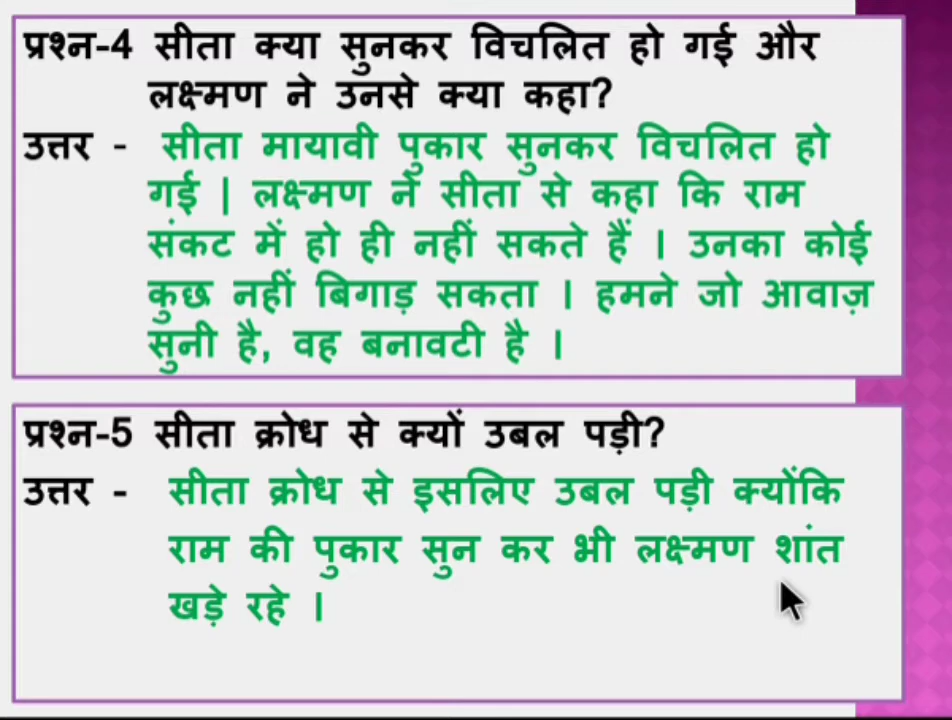 प्रश्न-4 सीता क्या सुनकर विचलित हो गई और
लक्ष्मण ने उनसे क्या कहा?
उत्तर - सीता मायावी पुकार सुनकर विचलित हो
गई | लक्ष्मण ने सीता से कहा कि राम
संकट में हो ही नहीं सकते हैं । उनका कोई
कुछ नहीं बिगाड़ सकता । हमने जो आवाज़
सुनी है, वह बनावटी है ।
प्रश्न-5 सीता क्रोध से क्यों उबल पड़ी?
उत्तर - सीता क्रोध से इसलिए उबल पड़ी क्योंकि
राम की पुकार सुन कर भी लक्ष्मण शांत
खड़े रहे ।